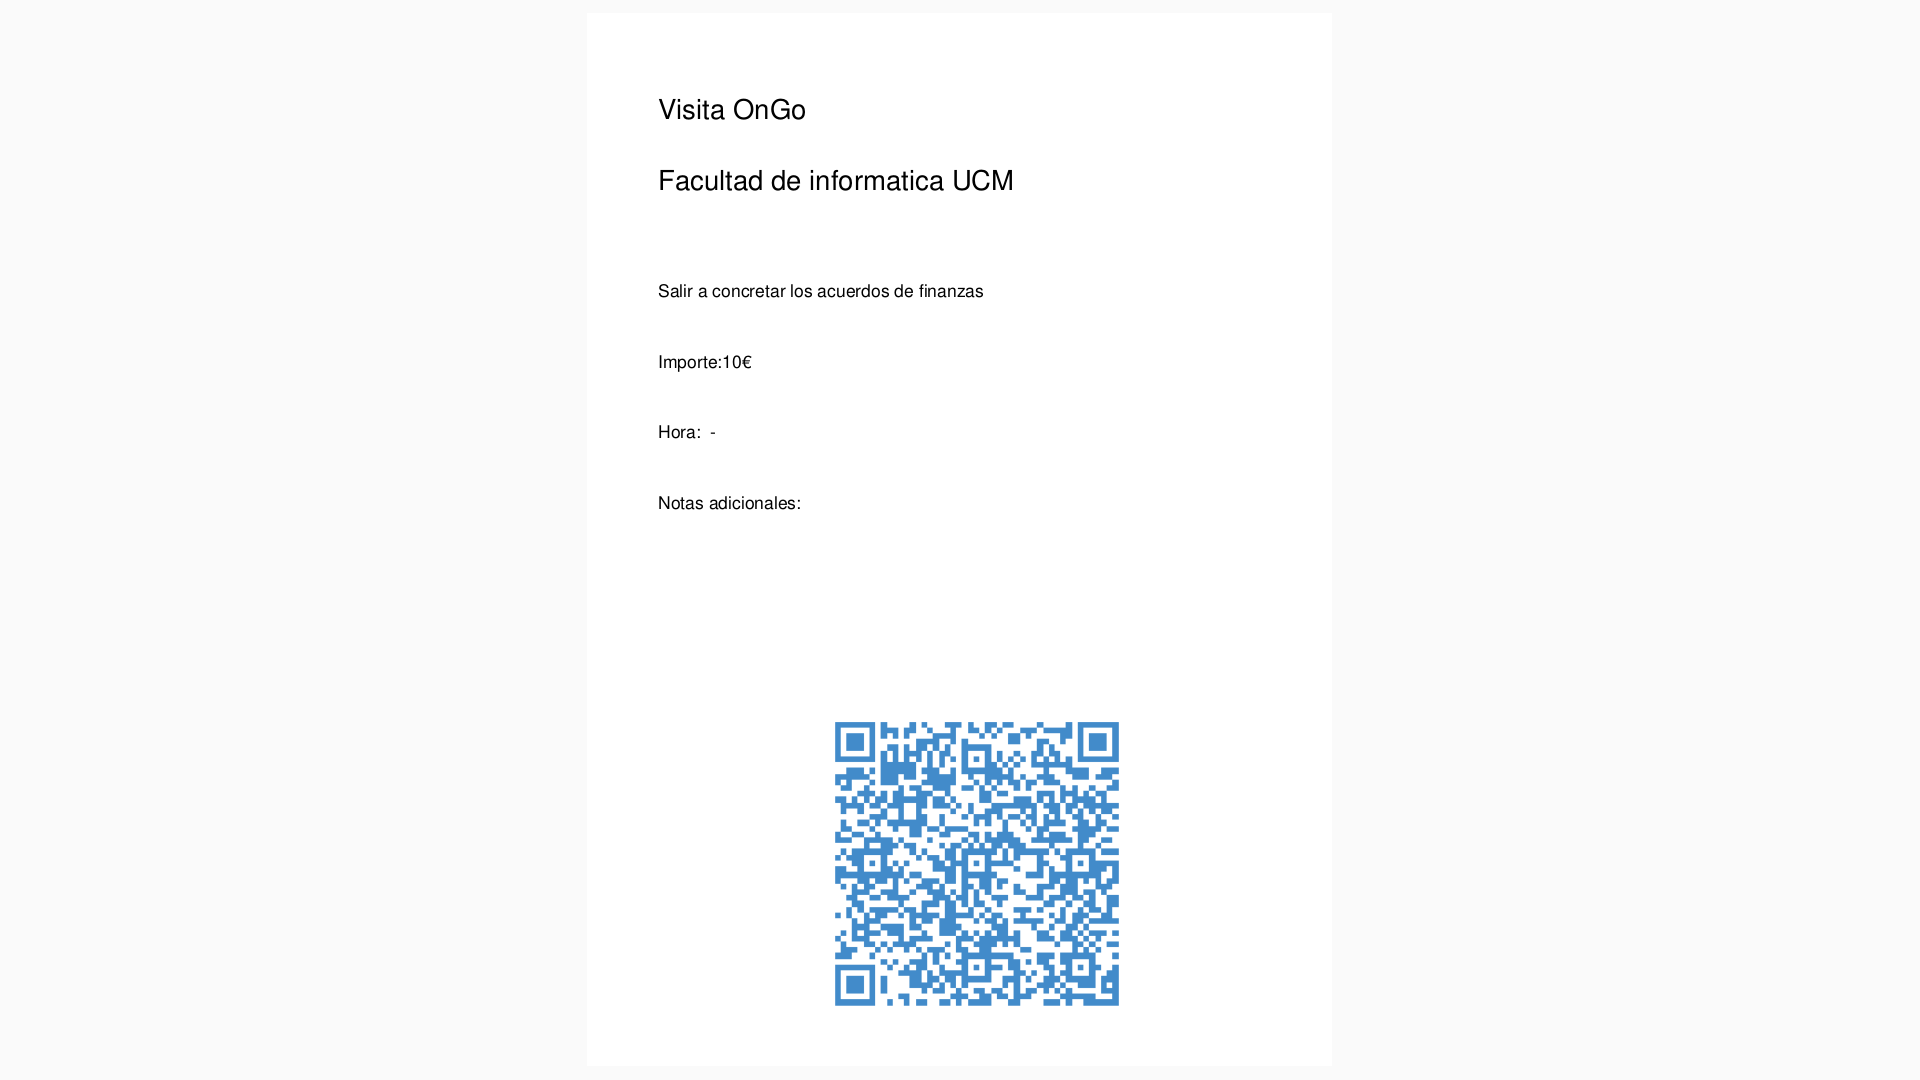 Visita OnGo
Facultad de informatica UCM
Salir a concretar los acuerdos de finanzas
Importe:10€
Hora:  -
Notas adicionales: